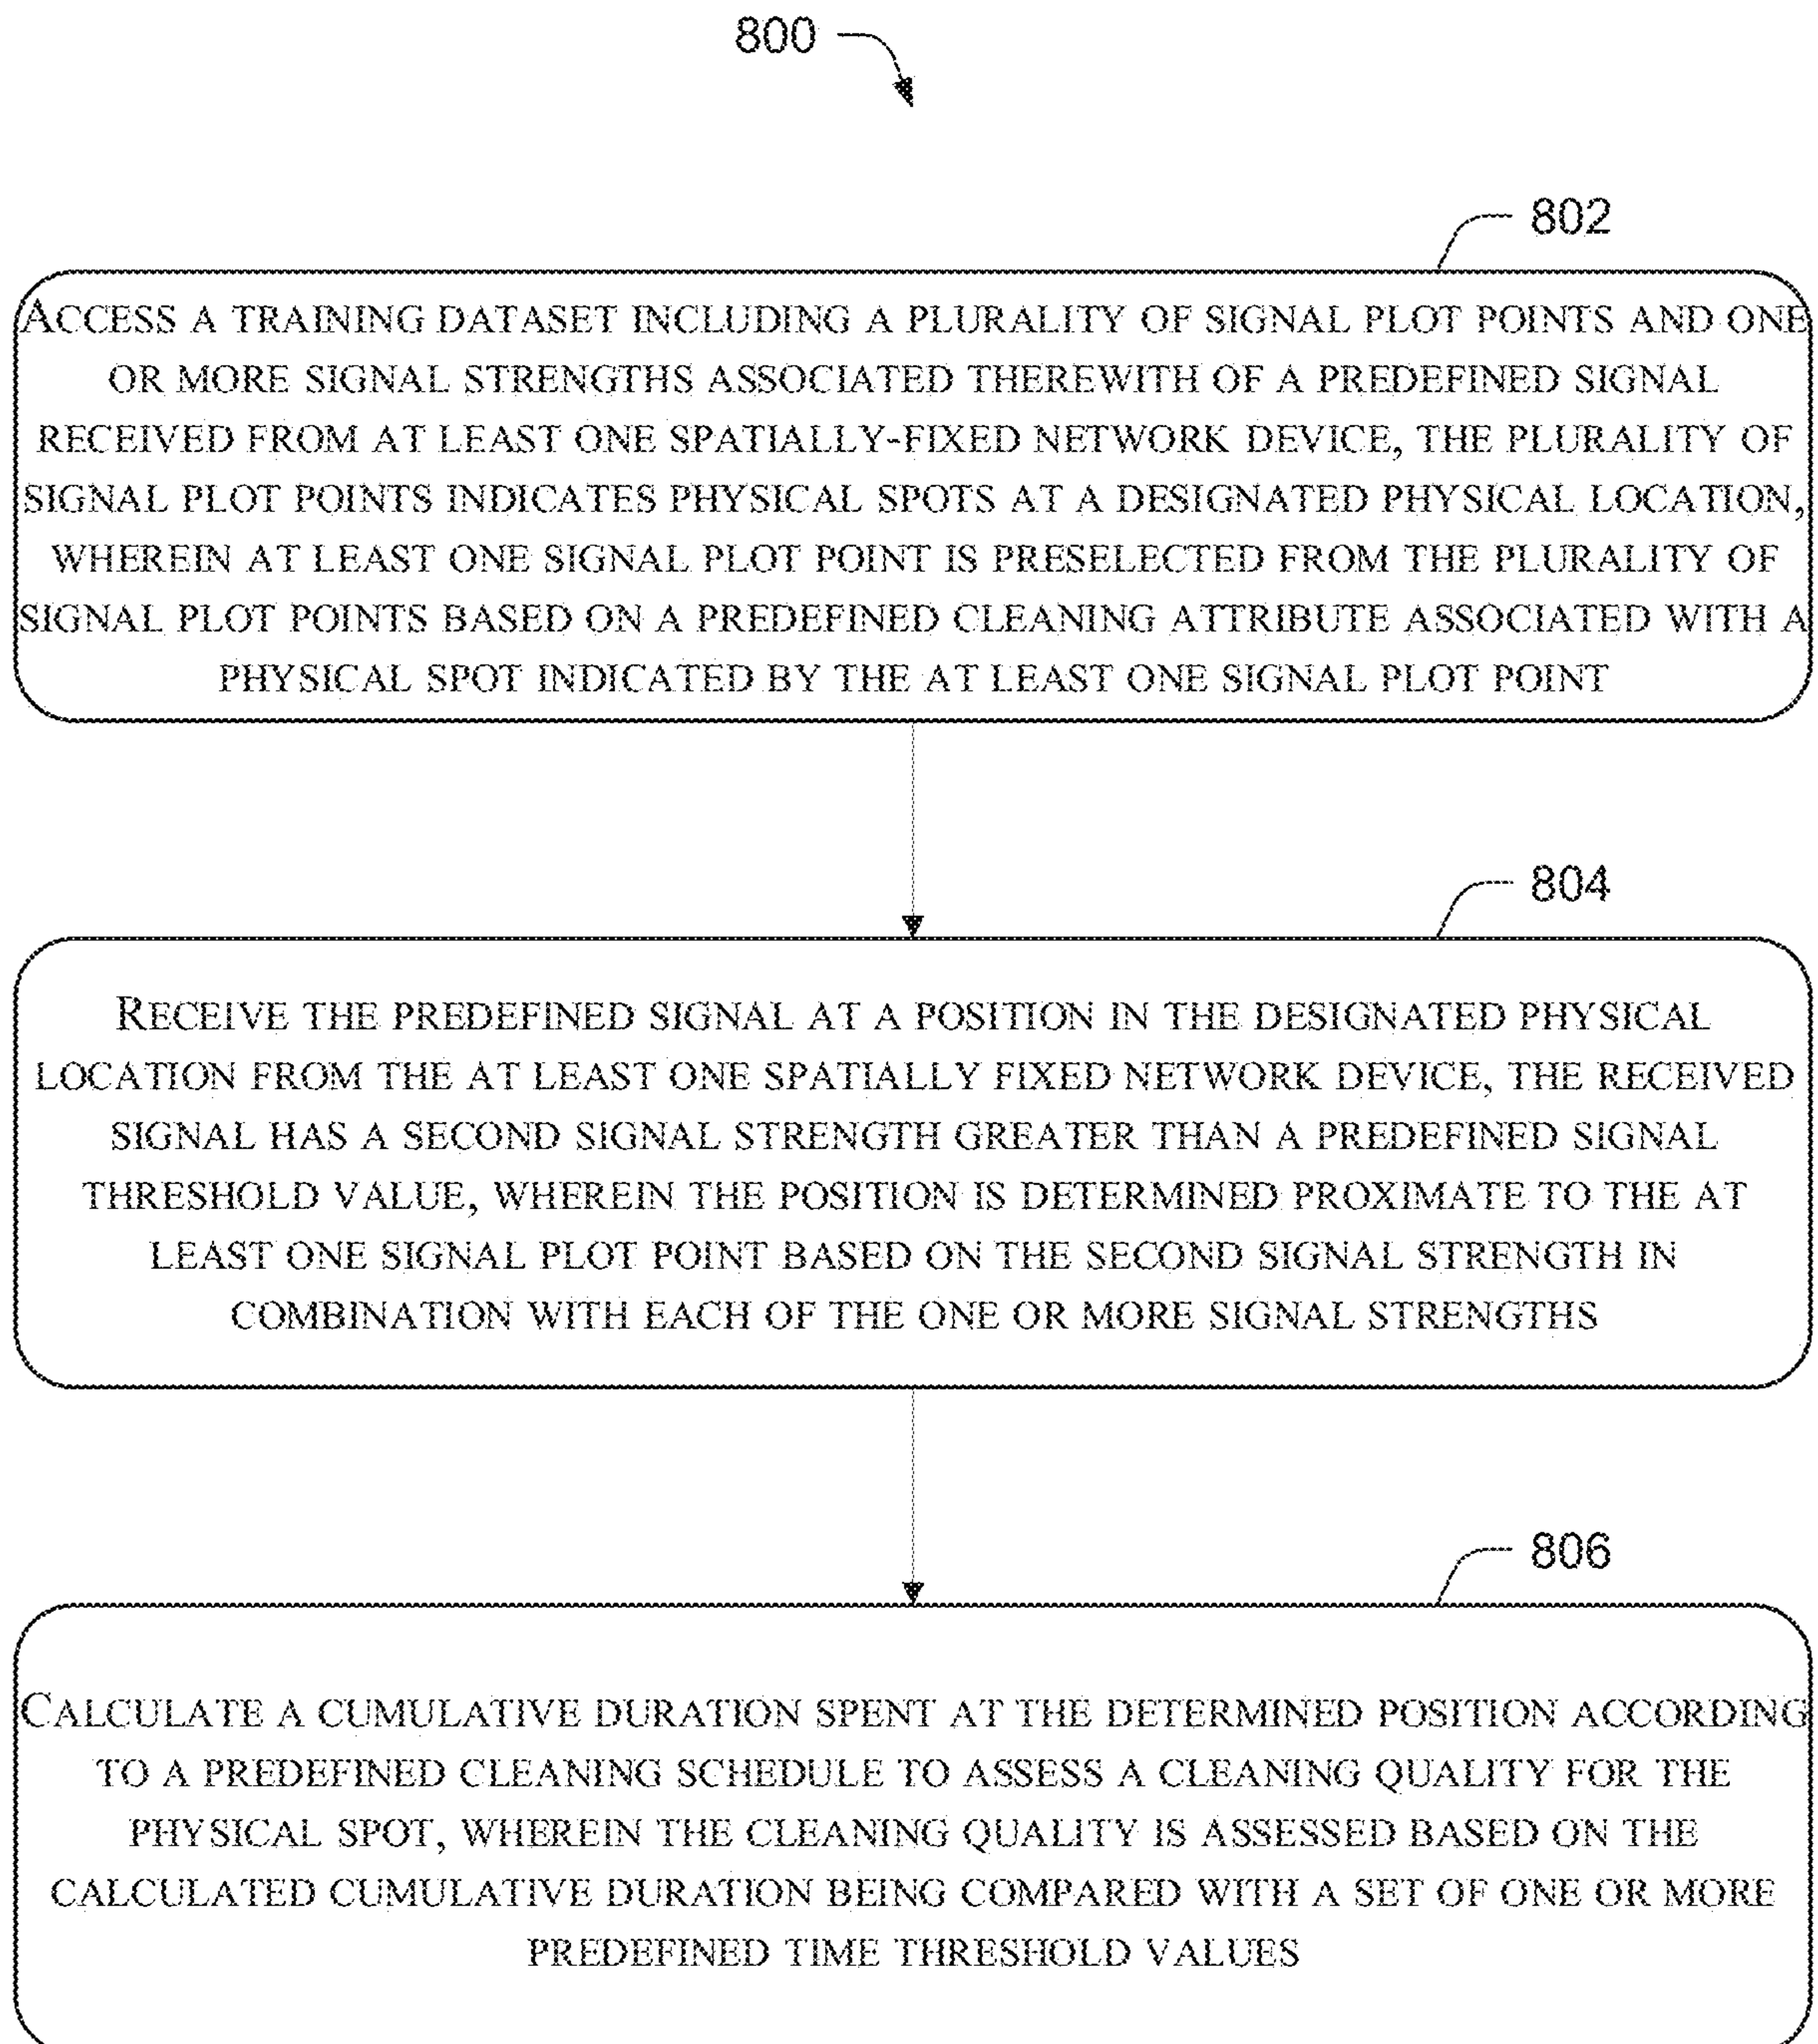 800
802
ACCESS A TRAINING DATASET INCLUDING A PLURALITY OF SIGNAL PLOT POINTS AND ONE
OR MORE SIGNAL STRENGTHS ASSOCIATED THEREWITH OF A PREDEFINED SIGNAL
RECEIVED FROM AT LEAST ONE SPATIALLY-FIXED NETWORK DEVICE, THE PLURALITY OF
SIGNAL PLOT POINTS INDICATES PHYSICAL SPOTS AT A DESIGNATED PHYSICAL LOCATION,
WHEREIN AT LEAST ONE SIGNAL PLOT POINT IS PRESELECTED FROM THE PLURALITY OF
SIGNAL PLOT POINTS BASED ON A PREDEFINED CLEANING ATTRIBUTE ASSOCIATED WITH A
PHYSICAL SPOT INDICATED BY THE AT LEAST ONE SIGNAL PLOT POINT
804
RECEIVE THE PREDEFINED SIGNAL AT A POSITION IN THE DESIGNATED PHYSICAL
LOCATION FROM THE AT LEAST ONE SPATIALLY FIXED NETWORK DEVICE, THE RECEIVED
SIGNAL HAS A SECOND SIGNAL STRENGTH GREATER THAN A PREDEFINED SIGNAL
THRESHOLD VALUE, WHEREIN THE POSITION IS DETERMINED PROXIMATE TO THE AT
LEAST ONE SIGNAL PLOT POINT BASED ON THE SECOND SIGNAL STRENGTH IN
COMBINATION WITH EACH OF THE ONE OR MORE SIGNAL STRENGTHS
806
CALCULATE A CUMULATIVE DURATION SPENT AT THE DETERMINED POSITION ACCORDING
TO A PREDEFINED CLEANING SCHEDULE TO ASSESS A CLEANING QUALITY FOR THE
PHYSICAL SPOT, WHEREIN THE CLEANING QUALITY IS ASSESSED BASED ON THE
CALCULATED CUMULATIVE DURATION BEING COMPARED WITH A SET OF ONE OR MORE
PREDEFINED TIME THRESHOLD VALUES